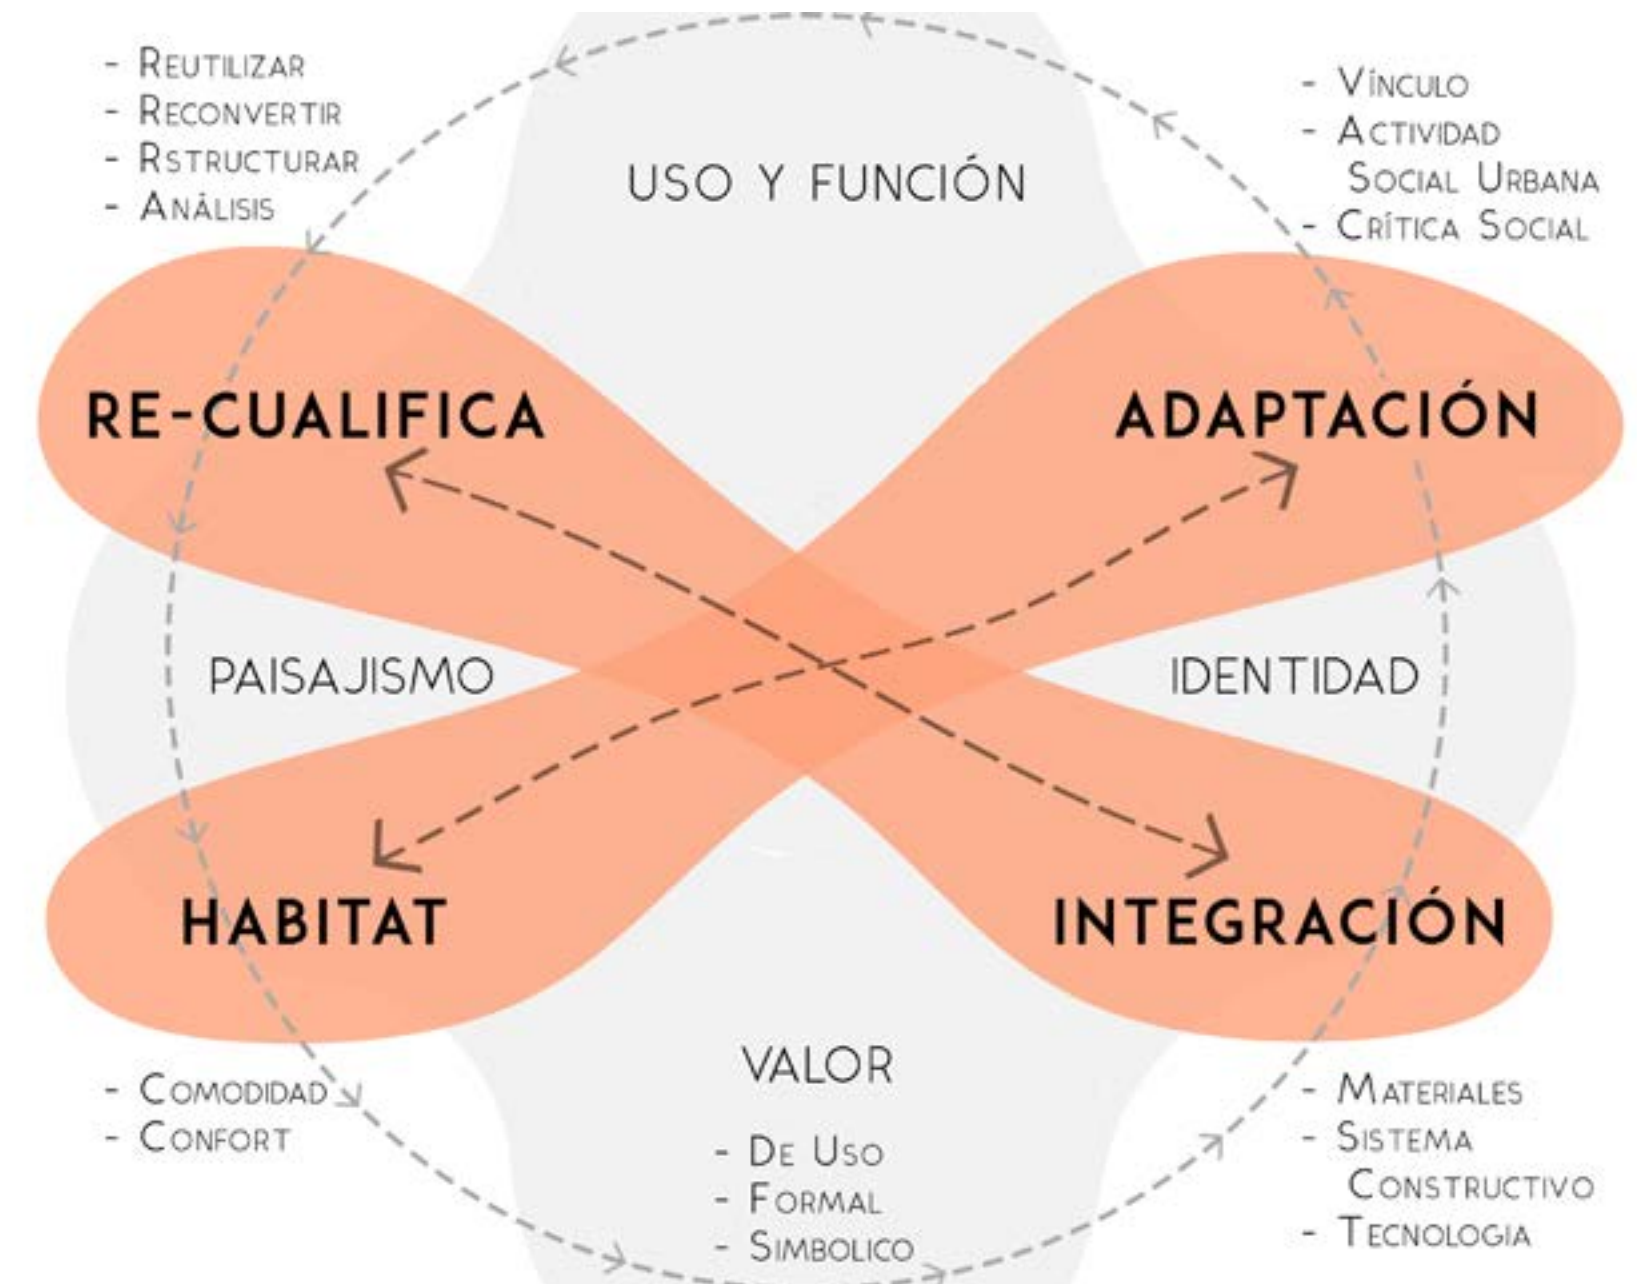 - Reutilizar
- Reconvertir
- Rstructurar
- Análisis
- Vínculo
- Actividad
Social Urbana
- Crítica Social
USO Y FUNCIÓN
RE-CUALIFICA
ADAPTACIÓN
PAISAJISMO
IDENTIDAD
HABITAT
INTEGRACIÓN
- Comodidad
- Confort
VALOR
- De Uso
- Formal
- Simbolico
- Materiales
- Sistema
Constructivo
- Tecnologia